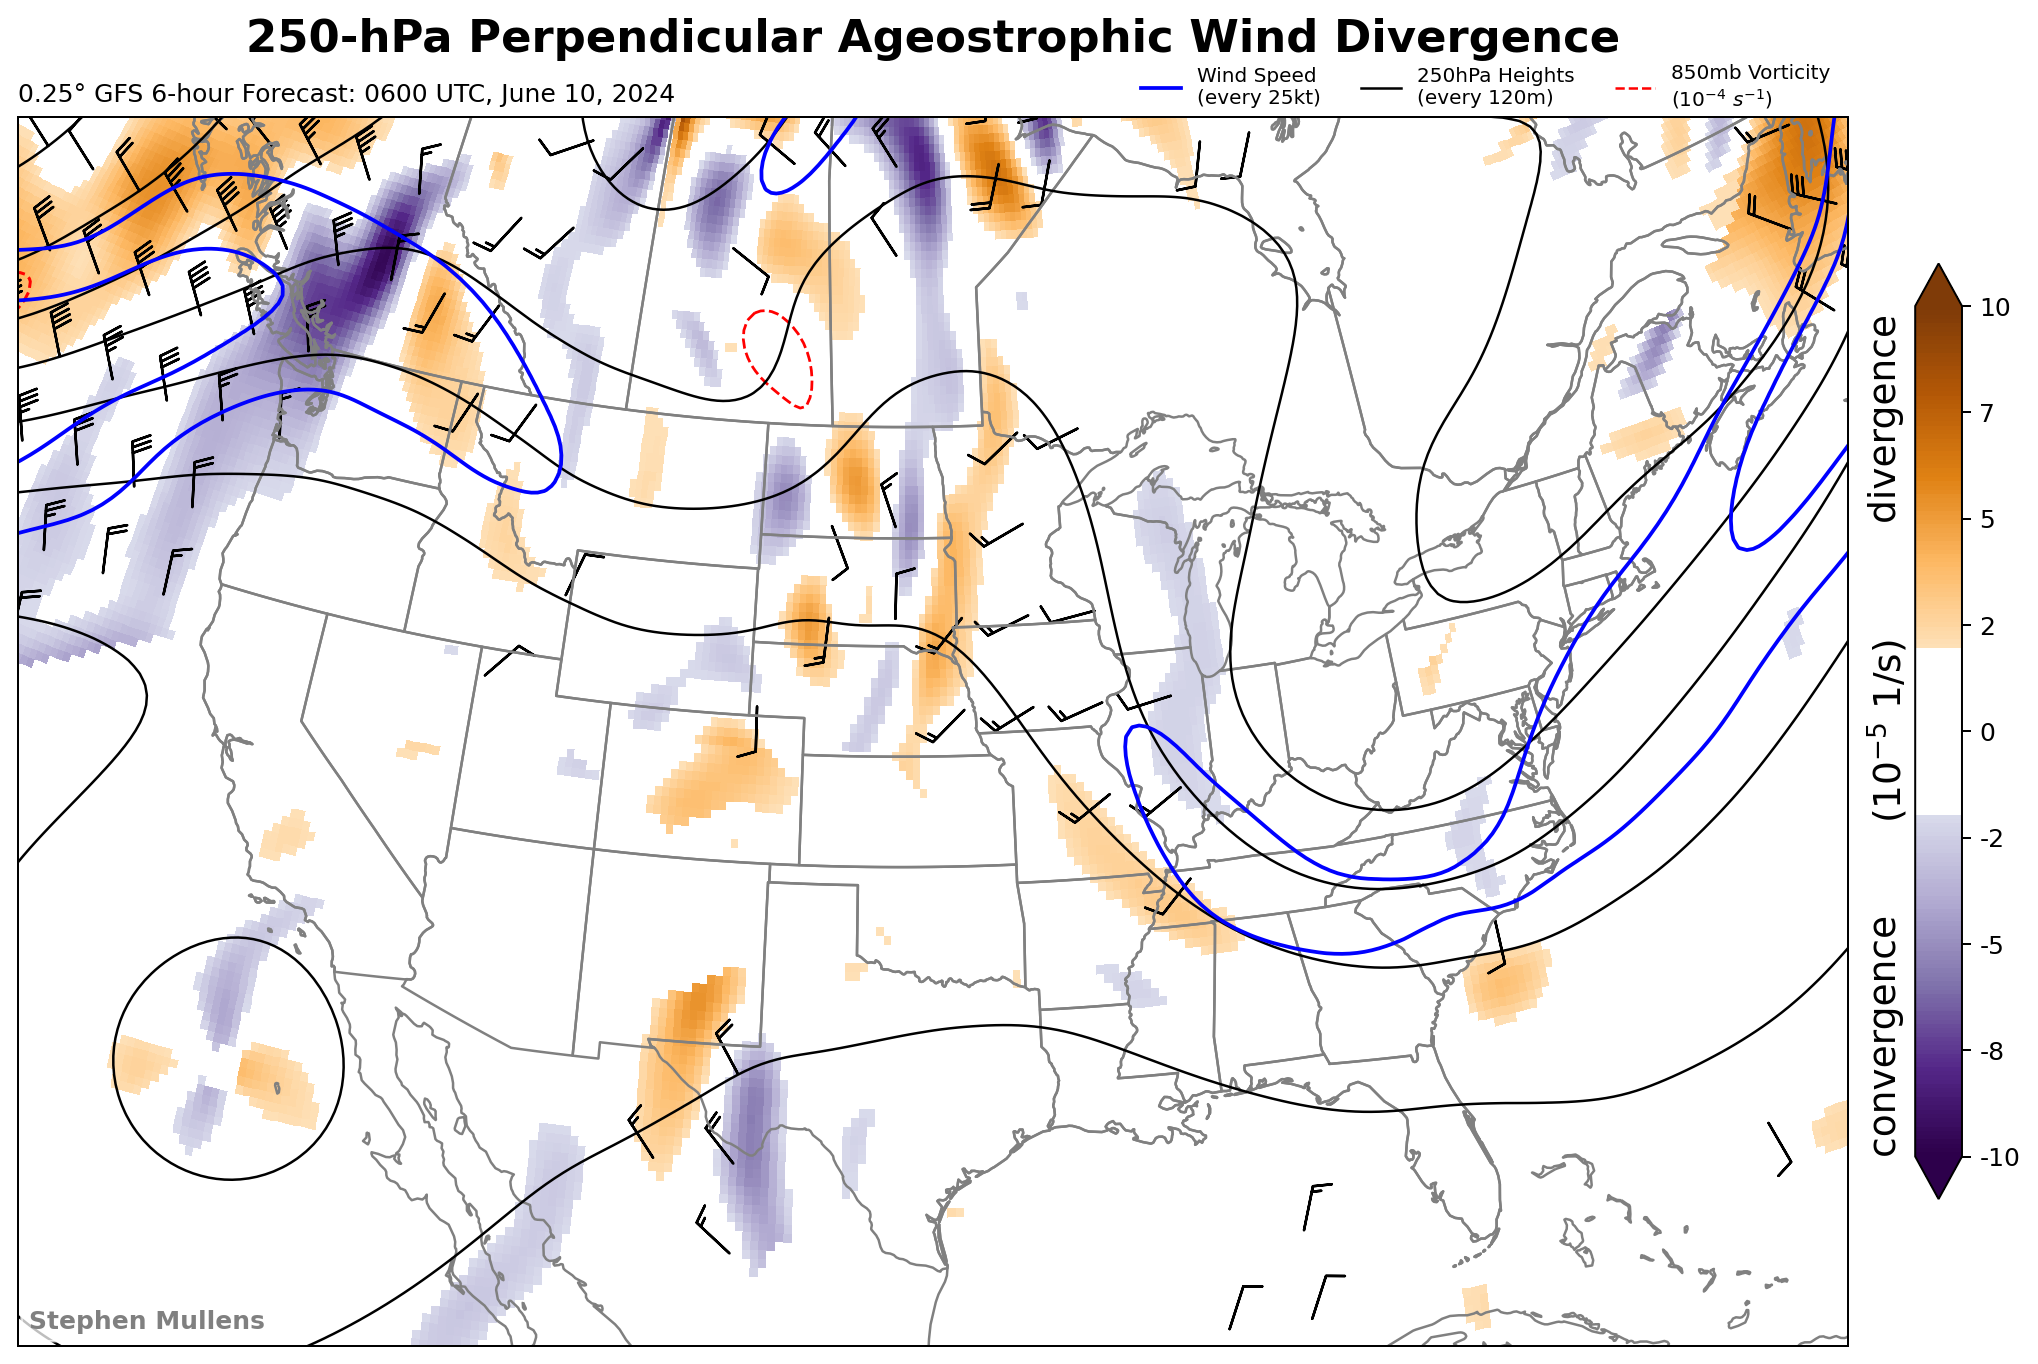 250-hPa Perpendicular Ageostrophic Wind Divergence
0.25° GFS 6-hour Forecast: 0600 UTC, June 10, 2024
Wind Speed
(every 25kt)
250hPa Heights
(every 120m)
850mb Vorticity
(10⁻⁴ s⁻¹)
10
7
5
2
0
-2
-5
-8
-10
convergence (10⁻⁵ 1/s) divergence
Stephen Mullens